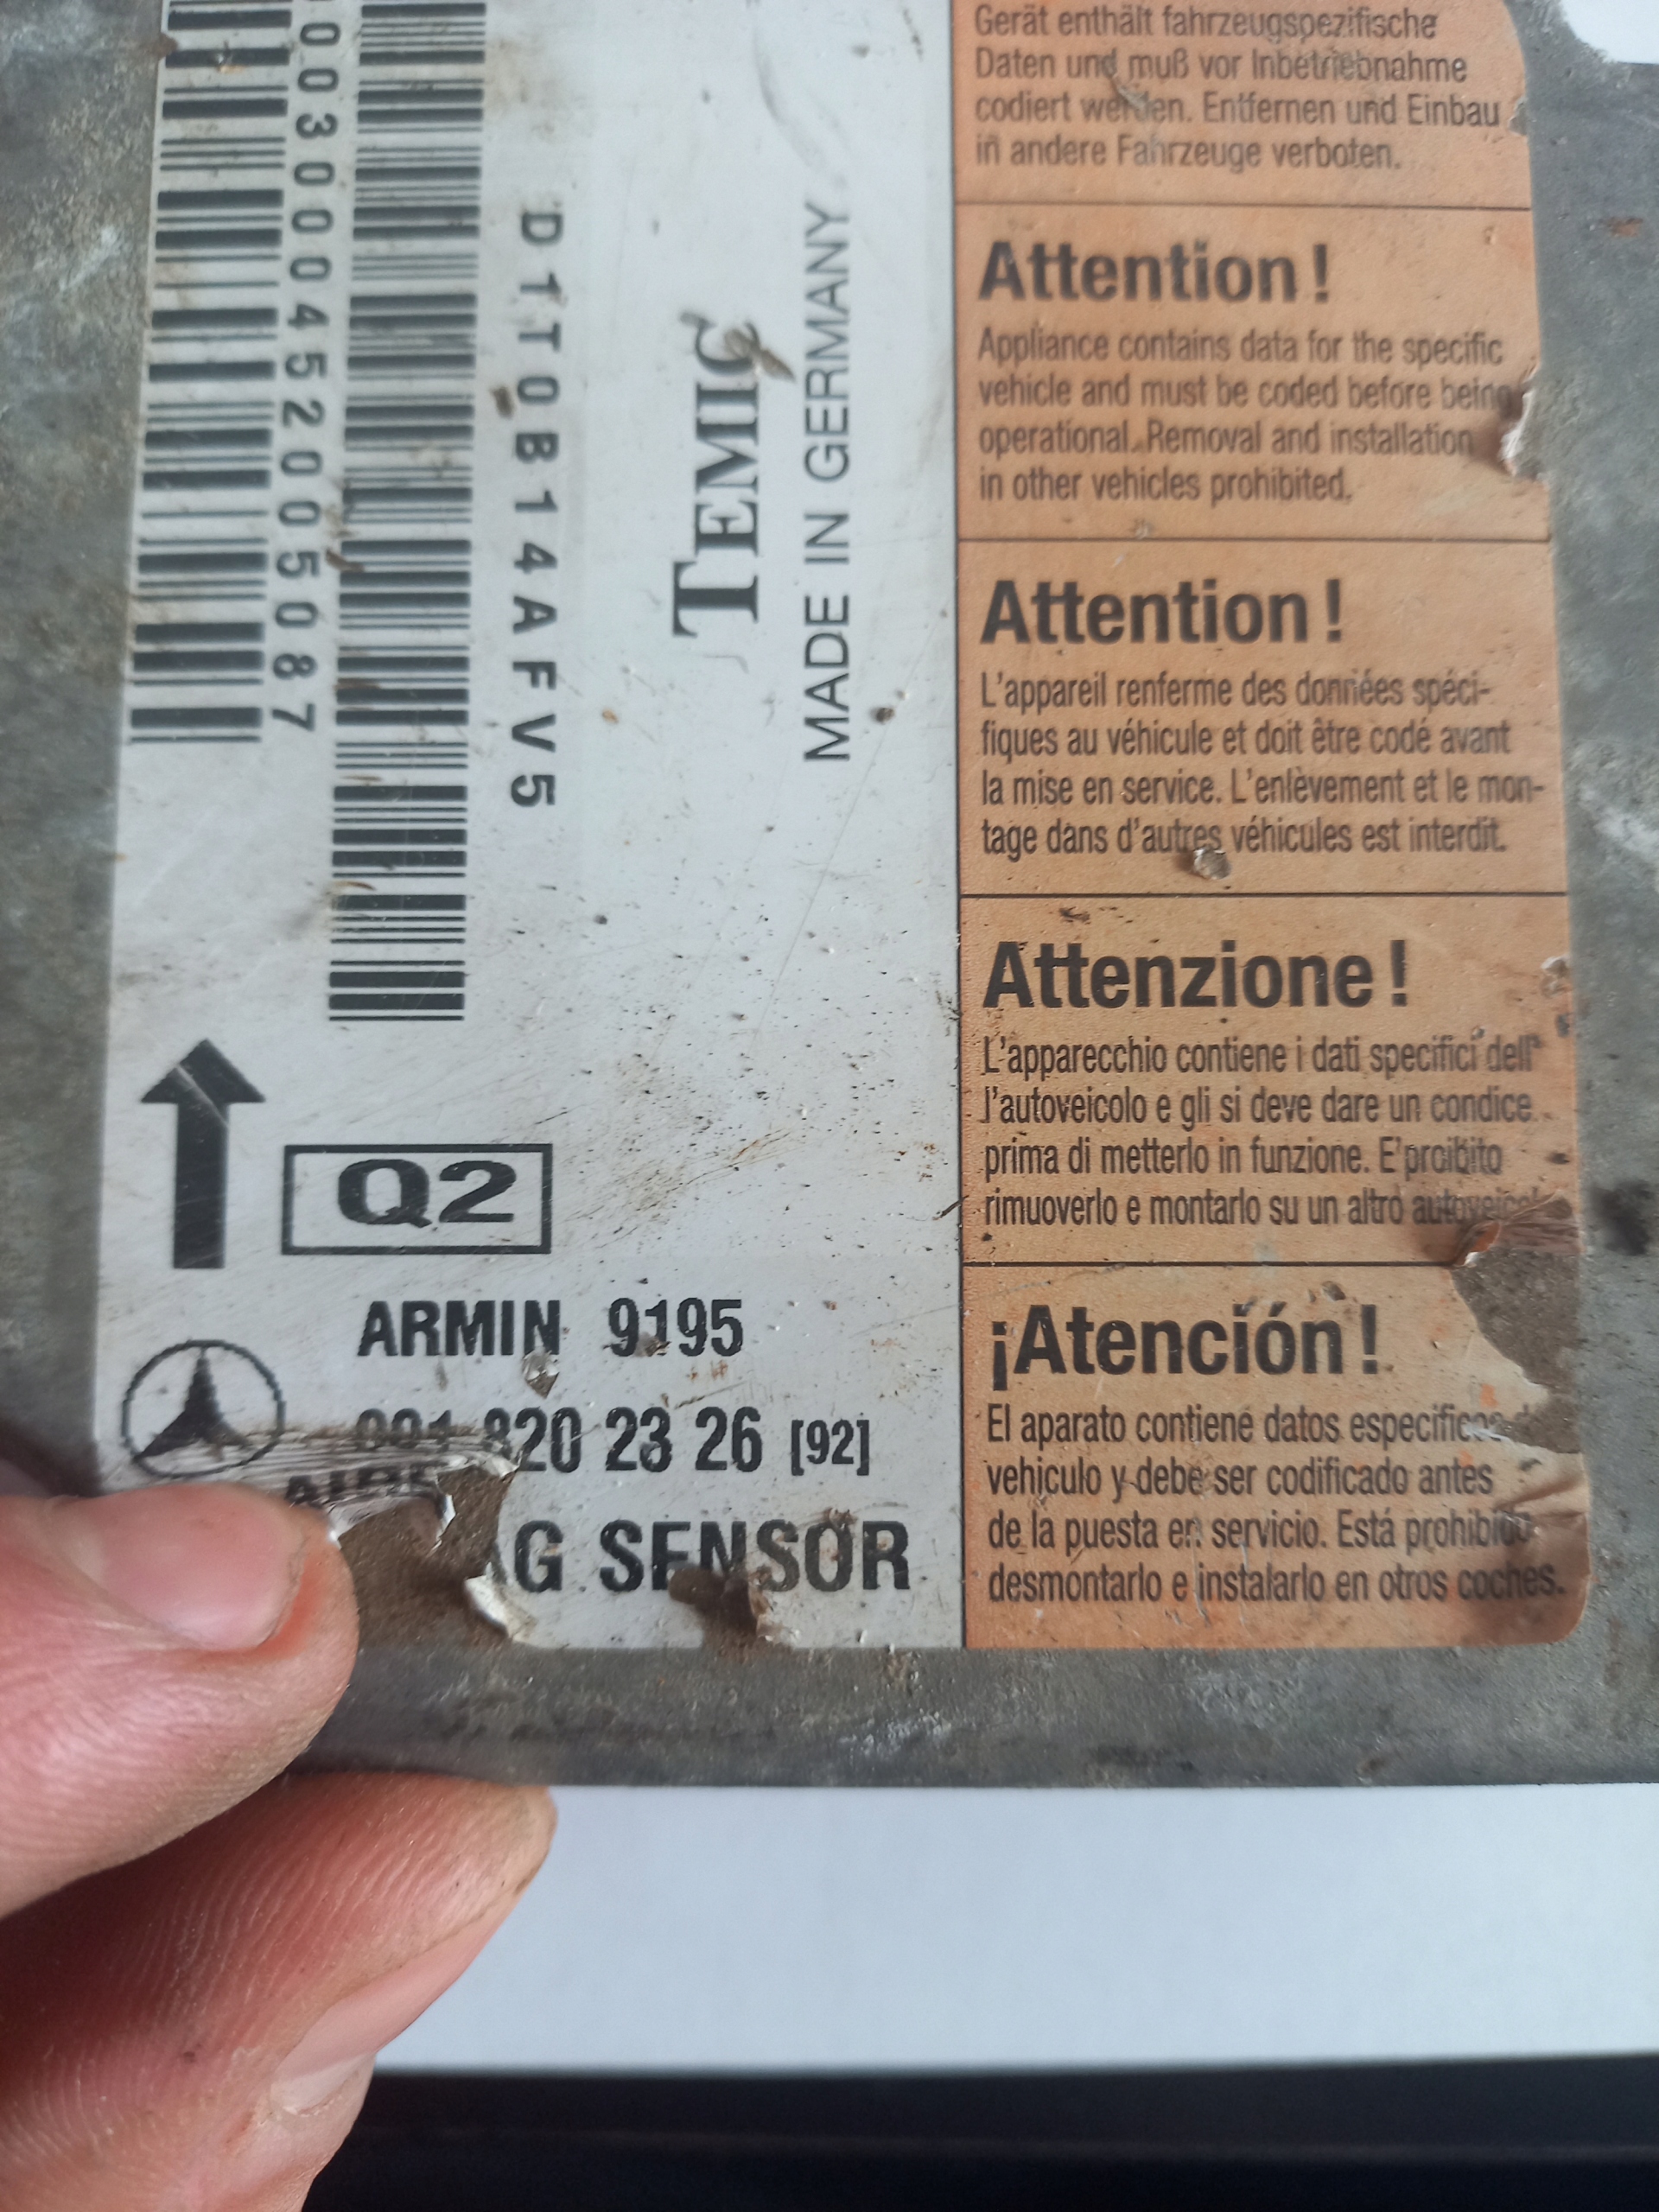 003000452005087
D1T0B14AFV5
TEMIC
MADE IN GERMANY
Q2
ARMIN 9195
001 820 23 26 [92]
AG SENSOR
Gerät enthält fahrzeugspezifische
Daten und muß vor Inbetriebnahme
codiert werden. Entfernen und Einbau
in andere Fahrzeuge verboten.
Attention !
Appliance contains data for the specific
vehicle and must be coded before being
operational. Removal and installation
in other vehicles prohibited.
Attention !
L'appareil renferme des données spéci-
fiques au véhicule et doit être codé avant
la mise en service. L'enlèvement et le mon-
tage dans d'autres véhicules est interdit.
Attenzione !
L'apparecchio contiene i dati specifici dell'
l'autoveicolo e gli si deve dare un condice
prima di metterlo in funzione. E'proibito
rimuoverlo e montarlo su un altro
¡Atención !
El aparato contiene datos especificos
vehiculo y debe ser codificado antes
de la puesta en servicio. Está prohibido
desmontarlo e instalarlo en otros coches.